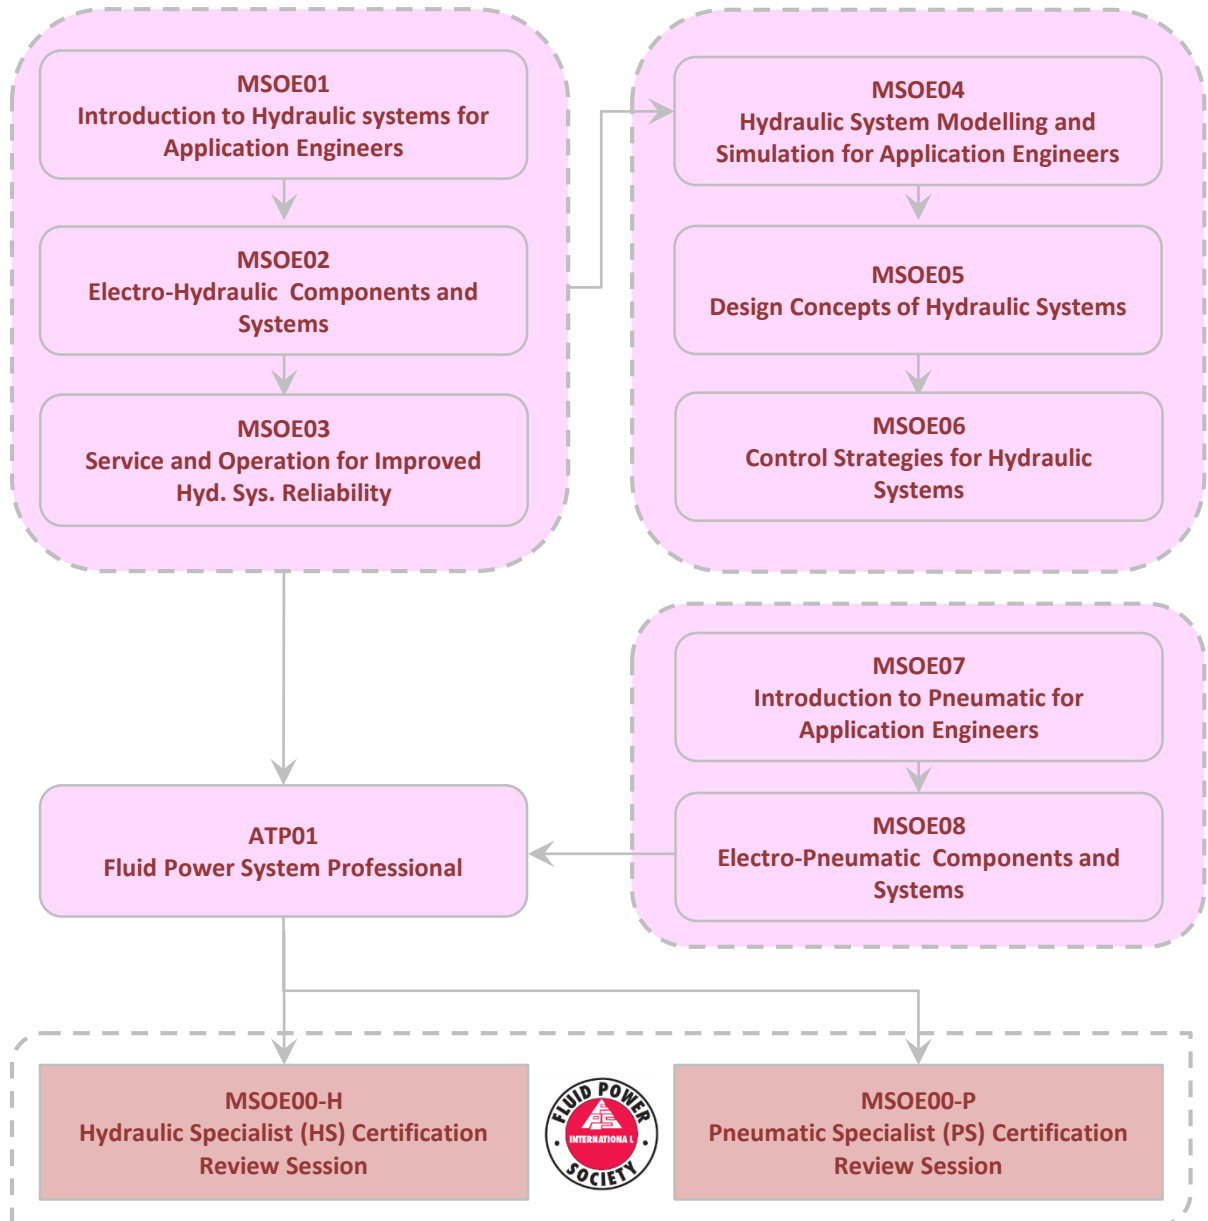 MSOE01
Introduction to Hydraulic systems for
Application Engineers
MSOE02
Electro-Hydraulic Components and
Systems
MSOE03
Service and Operation for Improved
Hyd. Sys. Reliability
MSOE04
Hydraulic System Modelling and
Simulation for Application Engineers
MSOE05
Design Concepts of Hydraulic Systems
MSOE06
Control Strategies for Hydraulic
Systems
MSOE07
Introduction to Pneumatic for
Application Engineers
MSOE08
Electro-Pneumatic Components and
Systems
ATP01
Fluid Power System Professional
MSOE00-H
Hydraulic Specialist (HS) Certification
Review Session
FLUID POWER
INTERNATIONAL
SOCIETY
MSOE00-P
Pneumatic Specialist (PS) Certification
Review Session